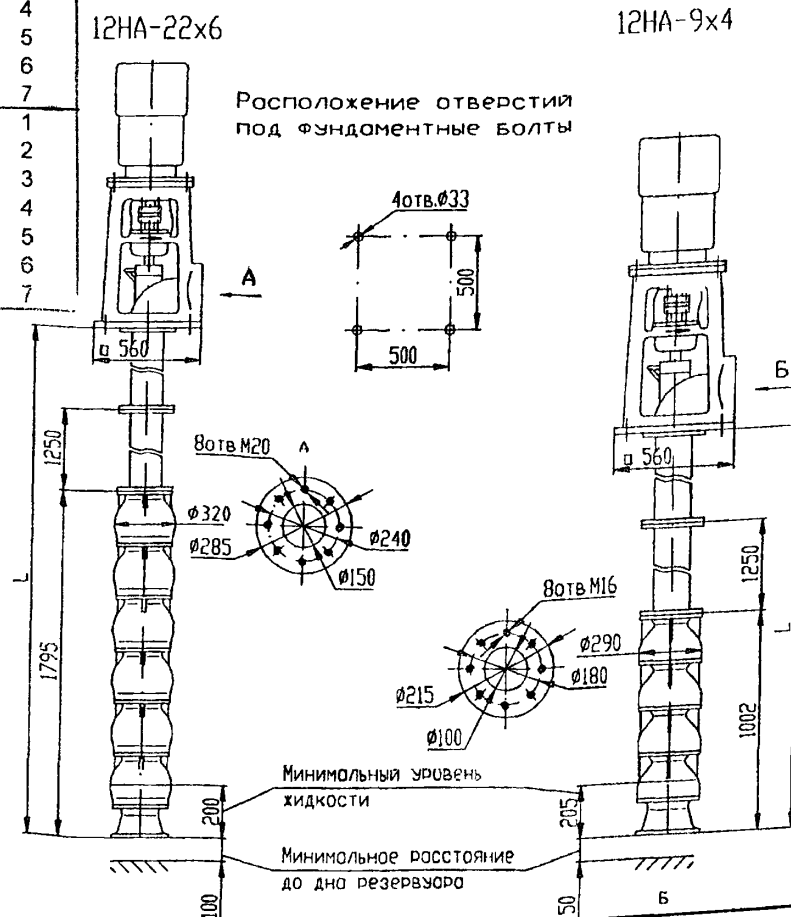 4
5
6
7
1
2
3
4
5
6
7
12НА-22х6
12НА-9х4
Расположение отверстий
под фундаментные болты
4отв.ø33
500
500
А
Б
□ 560
□ 560
1250
1250
8отв М20
А
ø320
ø285
ø240
ø150
8отв М16
ø290
ø215
ø180
ø100
L
L
1795
1002
Минимальный уровень
жидкости
200
205
Минимальное расстояние
до дна резервуара
100
50
Б